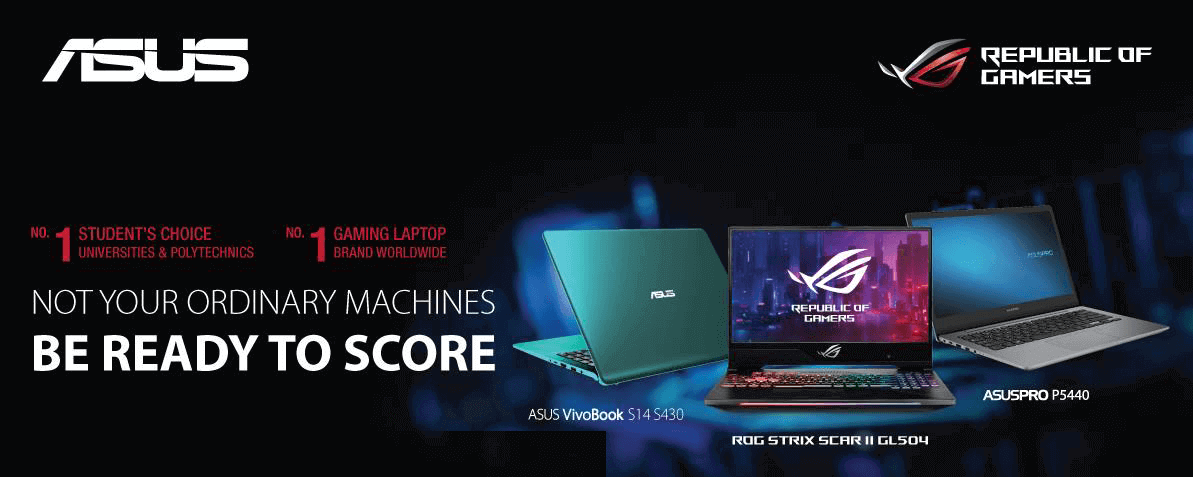 ASUS
REPUBLIC OF
GAMERS
NO. 1 STUDENT'S CHOICE
UNIVERSITIES & POLYTECHNICS
NO. 1 GAMING LAPTOP
BRAND WORLDWIDE
NOT YOUR ORDINARY MACHINES
BE READY TO SCORE
ASUS
REPUBLIC OF
GAMERS
ASUSPRO
ASUS VivoBook S14 S430
ROG STRIX SCAR II GL504
ASUSPRO P5440